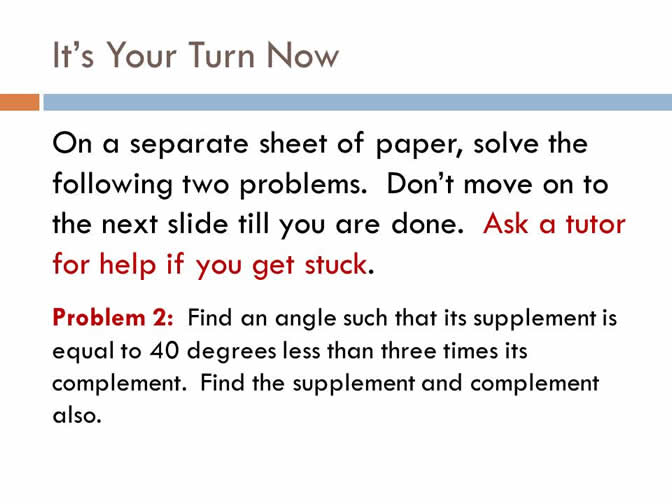 It’s Your Turn Now
On a separate sheet of paper, solve the
following two problems.  Don’t move on to
the next slide till you are done.  Ask a tutor
for help if you get stuck.
Problem 2:  Find an angle such that its supplement is
equal to 40 degrees less than three times its
complement.  Find the supplement and complement
also.